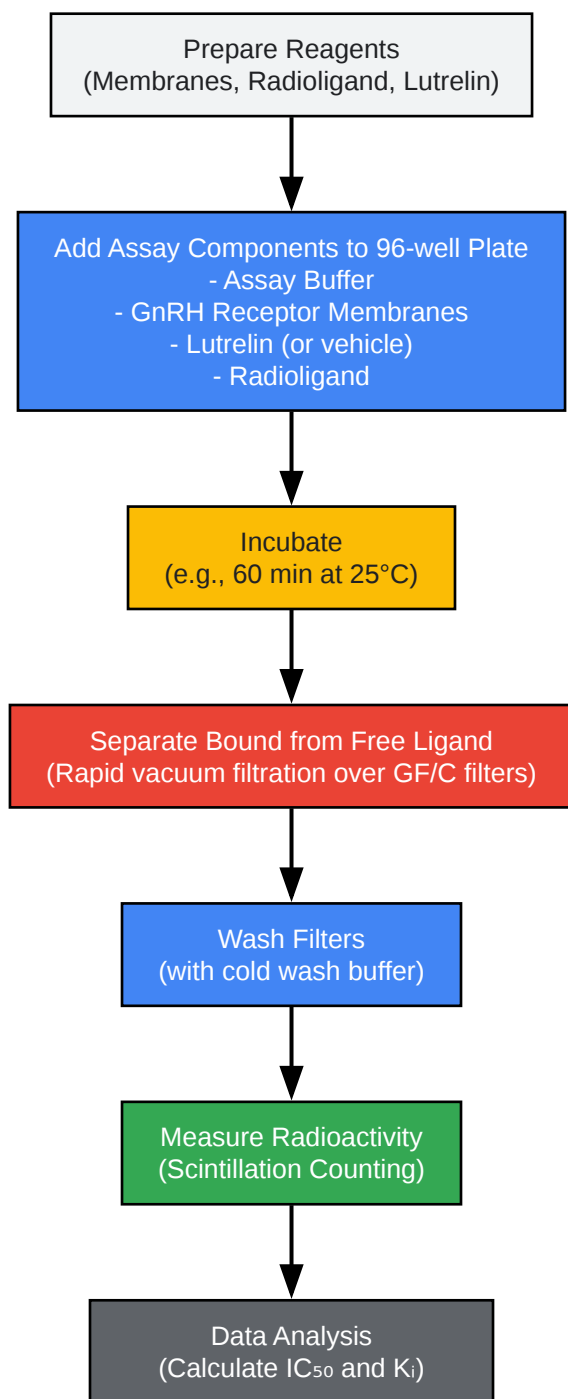 Prepare Reagents
(Membranes, Radioligand, Lutrelin)
Add Assay Components to 96-well Plate
- Assay Buffer
- GnRH Receptor Membranes
- Lutrelin (or vehicle)
- Radioligand
Incubate
(e.g., 60 min at 25°C)
Separate Bound from Free Ligand
(Rapid vacuum filtration over GF/C filters)
Wash Filters
(with cold wash buffer)
Measure Radioactivity
(Scintillation Counting)
Data Analysis
(Calculate IC₅₀ and Kᵢ)